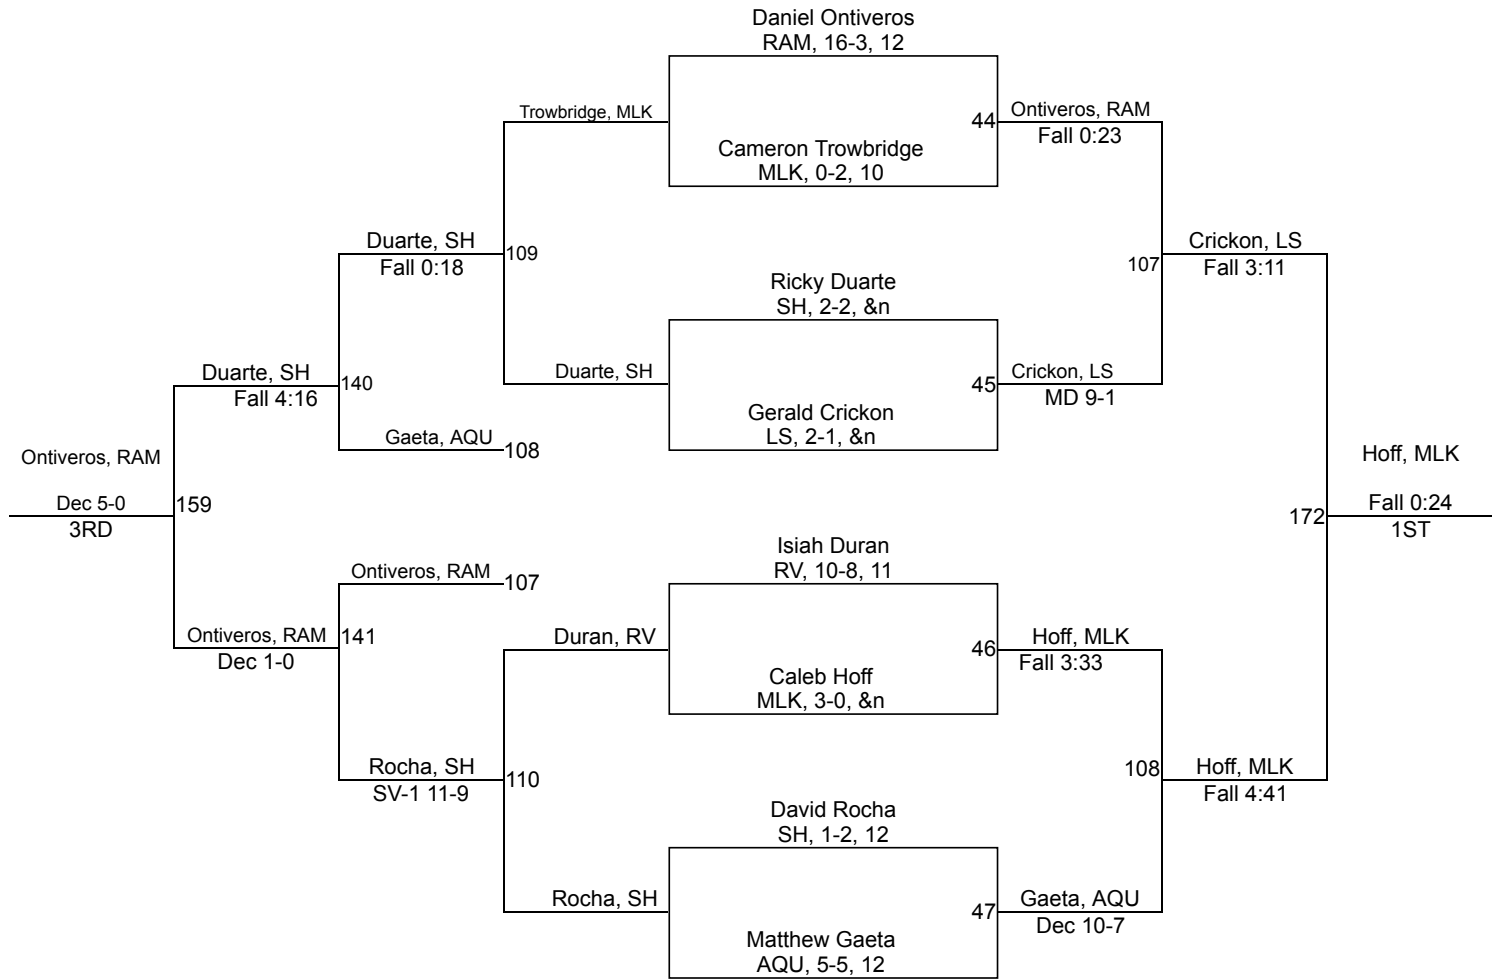 Daniel Ontiveros
RAM, 16-3, 12
Trowbridge, MLK
44
Ontiveros, RAM
Fall 0:23
Cameron Trowbridge
MLK, 0-2, 10
Duarte, SH
Fall 0:18
109
107
Crickon, LS
Fall 3:11
Ricky Duarte
SH, 2-2, &n
Duarte, SH
Fall 4:16
140
Duarte, SH
45
Crickon, LS
MD 9-1
Gerald Crickon
LS, 2-1, &n
Gaeta, AQU
108
Ontiveros, RAM
Dec 5-0
3RD
159
Hoff, MLK
172
Fall 0:24
1ST
Isiah Duran
RV, 10-8, 11
Ontiveros, RAM
107
Ontiveros, RAM
Dec 1-0
141
Duran, RV
46
Hoff, MLK
Fall 3:33
Caleb Hoff
MLK, 3-0, &n
Rocha, SH
SV-1 11-9
110
108
Hoff, MLK
Fall 4:41
David Rocha
SH, 1-2, 12
Rocha, SH
47
Gaeta, AQU
Dec 10-7
Matthew Gaeta
AQU, 5-5, 12